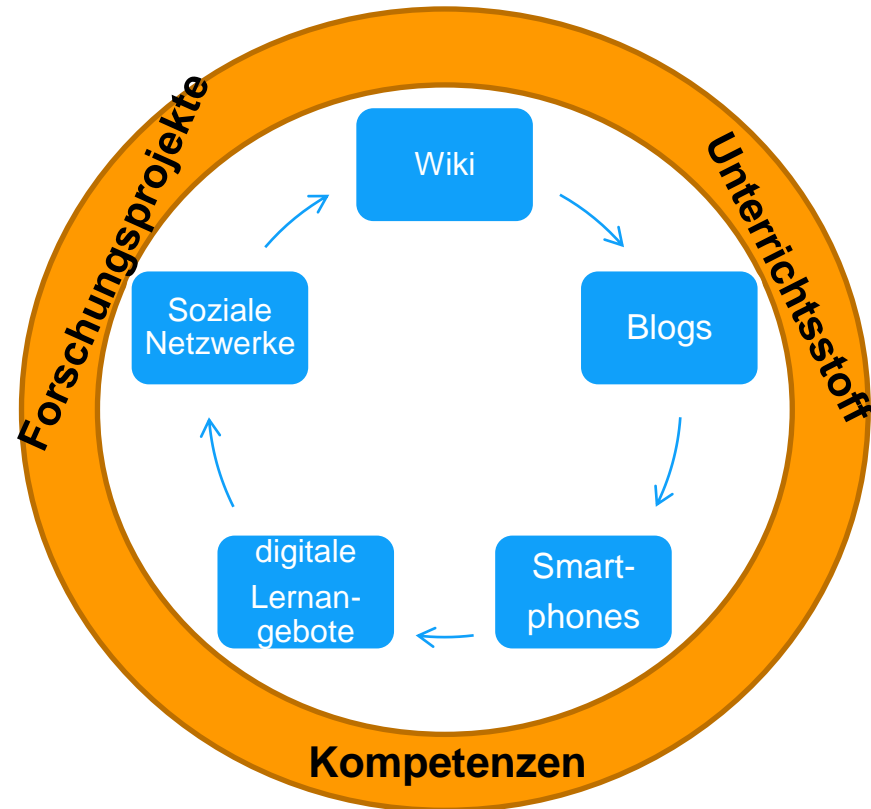 Forschungsprojekte
Unterrichtsstoff
Wiki
Blogs
Smart-
phones
digitale
Lernan-
gebote
Soziale
Netzwerke
Kompetenzen